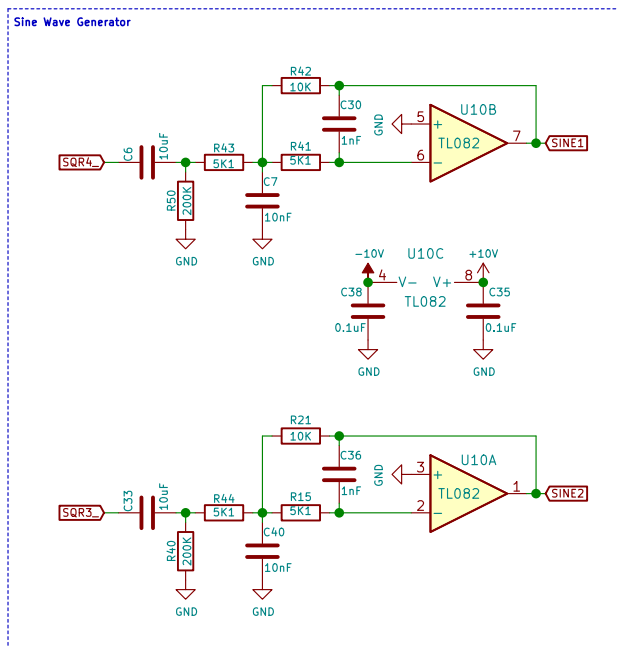 Sine Wave Generator
R42
10K
C30
1nF
GND
5
+
U10B
TL082
7
SINE1
6
−
SQR4_
C6
10uF
R43
5K1
R41
5K1
R50
200K
C7
10nF
GND
GND
-10V
U10C
+10V
4
V−
V+
8
C38
TL082
C35
0.1uF
0.1uF
GND
GND
R21
10K
C36
1nF
GND
3
+
U10A
TL082
1
SINE2
2
−
SQR3_
C33
10uF
R44
5K1
R15
5K1
R40
200K
C40
10nF
GND
GND